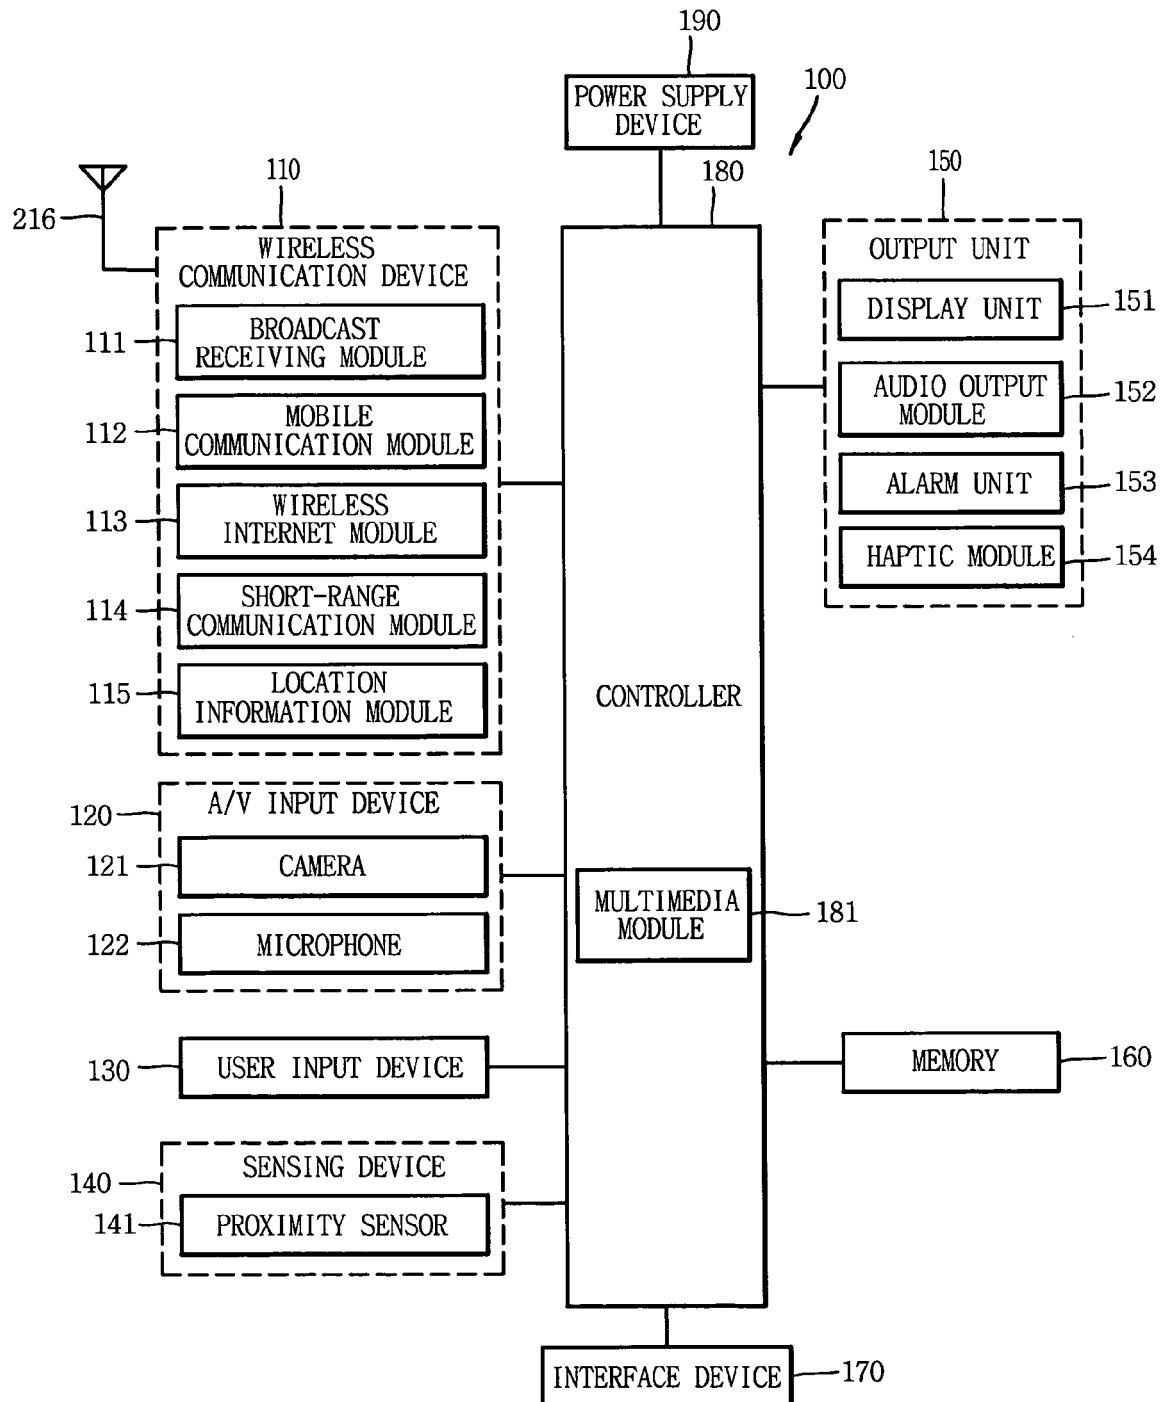 190
POWER SUPPLY
DEVICE
100
180
216
110
WIRELESS
COMMUNICATION DEVICE
111
BROADCAST
RECEIVING MODULE
112
MOBILE
COMMUNICATION MODULE
113
WIRELESS
INTERNET MODULE
114
SHORT-RANGE
COMMUNICATION MODULE
115
LOCATION
INFORMATION MODULE
120
A/V INPUT DEVICE
121
CAMERA
122
MICROPHONE
130
USER INPUT DEVICE
140
SENSING DEVICE
141
PROXIMITY SENSOR
CONTROLLER
MULTIMEDIA
MODULE
181
150
OUTPUT UNIT
DISPLAY UNIT
151
AUDIO OUTPUT
MODULE
152
ALARM UNIT
153
HAPTIC MODULE
154
MEMORY
160
INTERFACE DEVICE
170